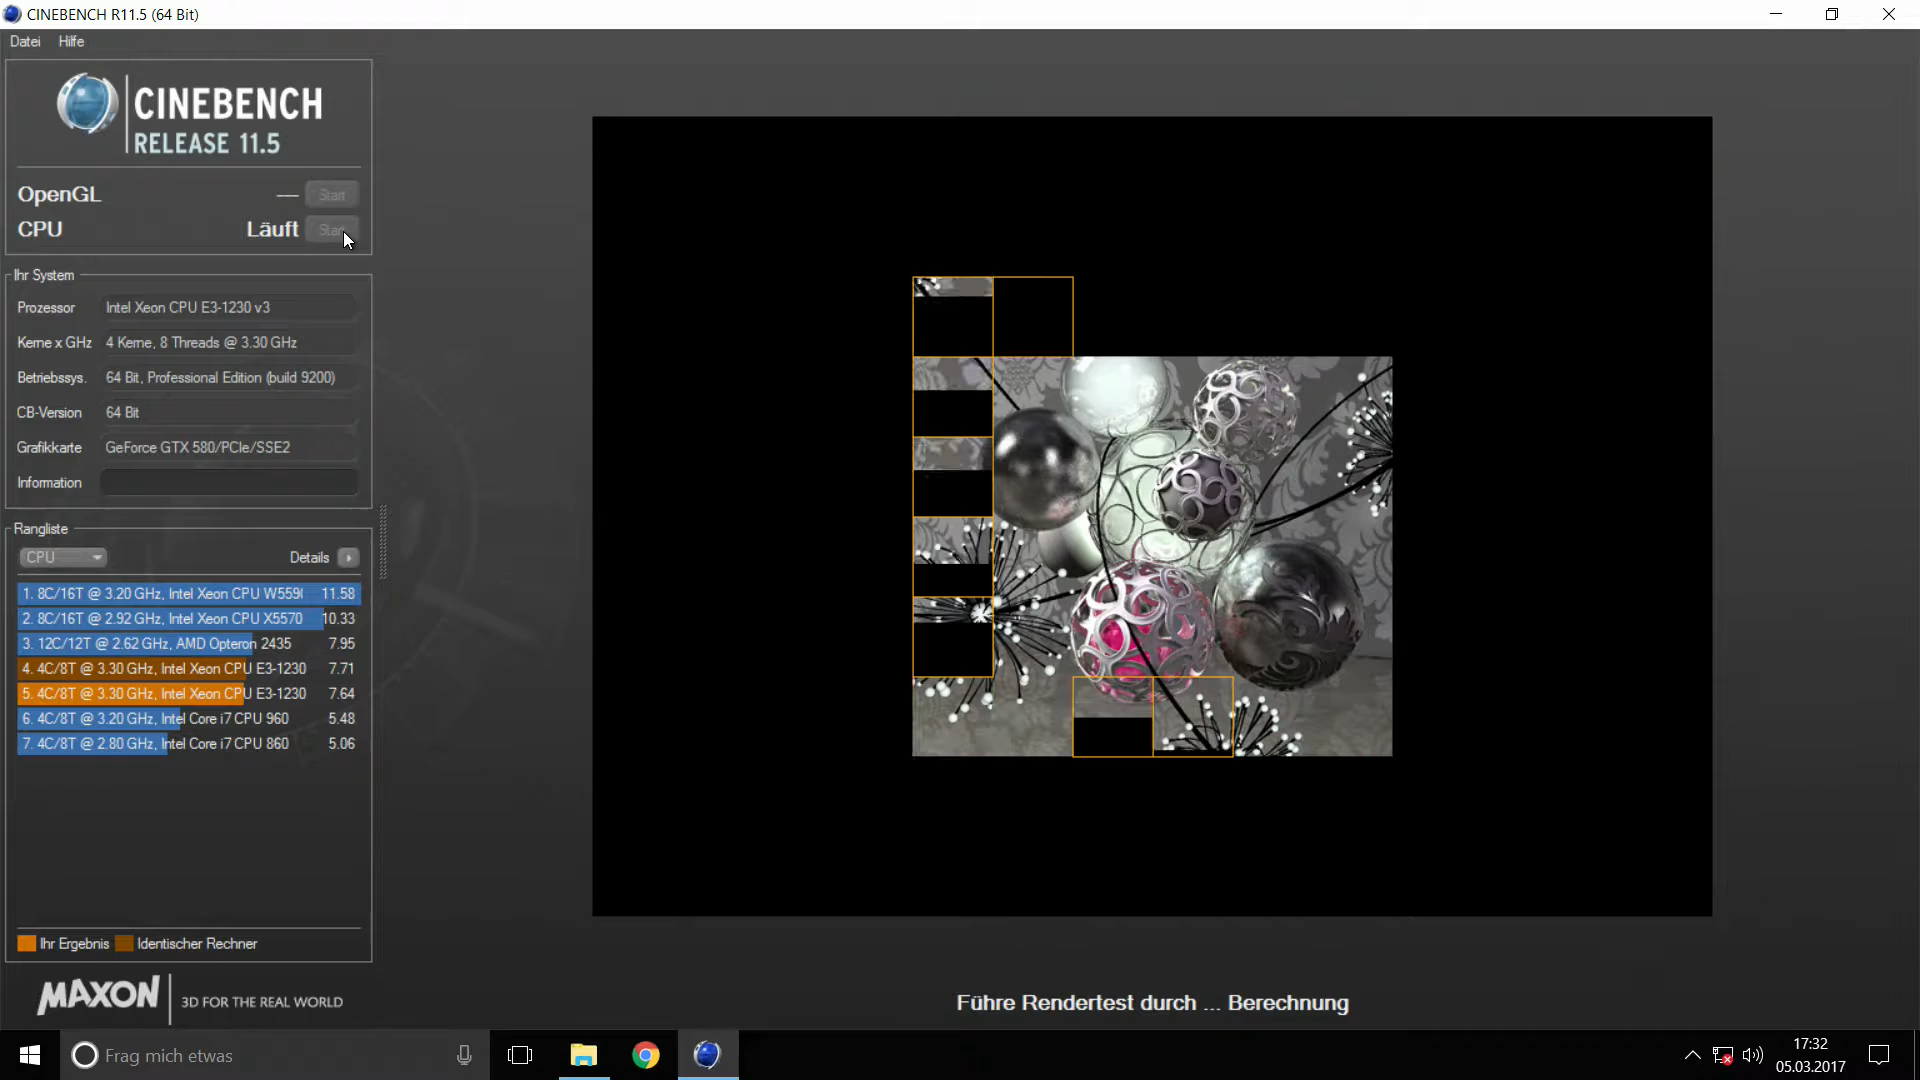 CINEBENCH R11.5 (64 Bit)
Datei Hilfe
CINEBENCH
RELEASE 11.5
OpenGL --- Start
CPU Läuft Start
Ihr System
Prozessor Intel Xeon CPU E3-1230 v3
Kerne x GHz 4 Kerne, 8 Threads @ 3.30 GHz
Betriebssys. 64 Bit, Professional Edition (build 9200)
CB-Version 64 Bit
Grafikkarte GeForce GTX 580/PCIe/SSE2
Information
Rangliste
CPU Details
1. 8C/16T @ 3.20 GHz, Intel Xeon CPU W5590 11.58
2. 8C/16T @ 2.92 GHz, Intel Xeon CPU X5570 10.33
3. 12C/12T @ 2.62 GHz, AMD Opteron 2435 7.95
4. 4C/8T @ 3.30 GHz, Intel Xeon CPU E3-1230 7.71
5. 4C/8T @ 3.30 GHz, Intel Xeon CPU E3-1230 7.64
6. 4C/8T @ 3.20 GHz, Intel Core i7 CPU 960 5.48
7. 4C/8T @ 2.80 GHz, Intel Core i7 CPU 860 5.06
Ihr Ergebnis Identischer Rechner
MAXON 3D FOR THE REAL WORLD
Führe Rendertest durch ... Berechnung
Frag mich etwas
17:32
05.03.2017